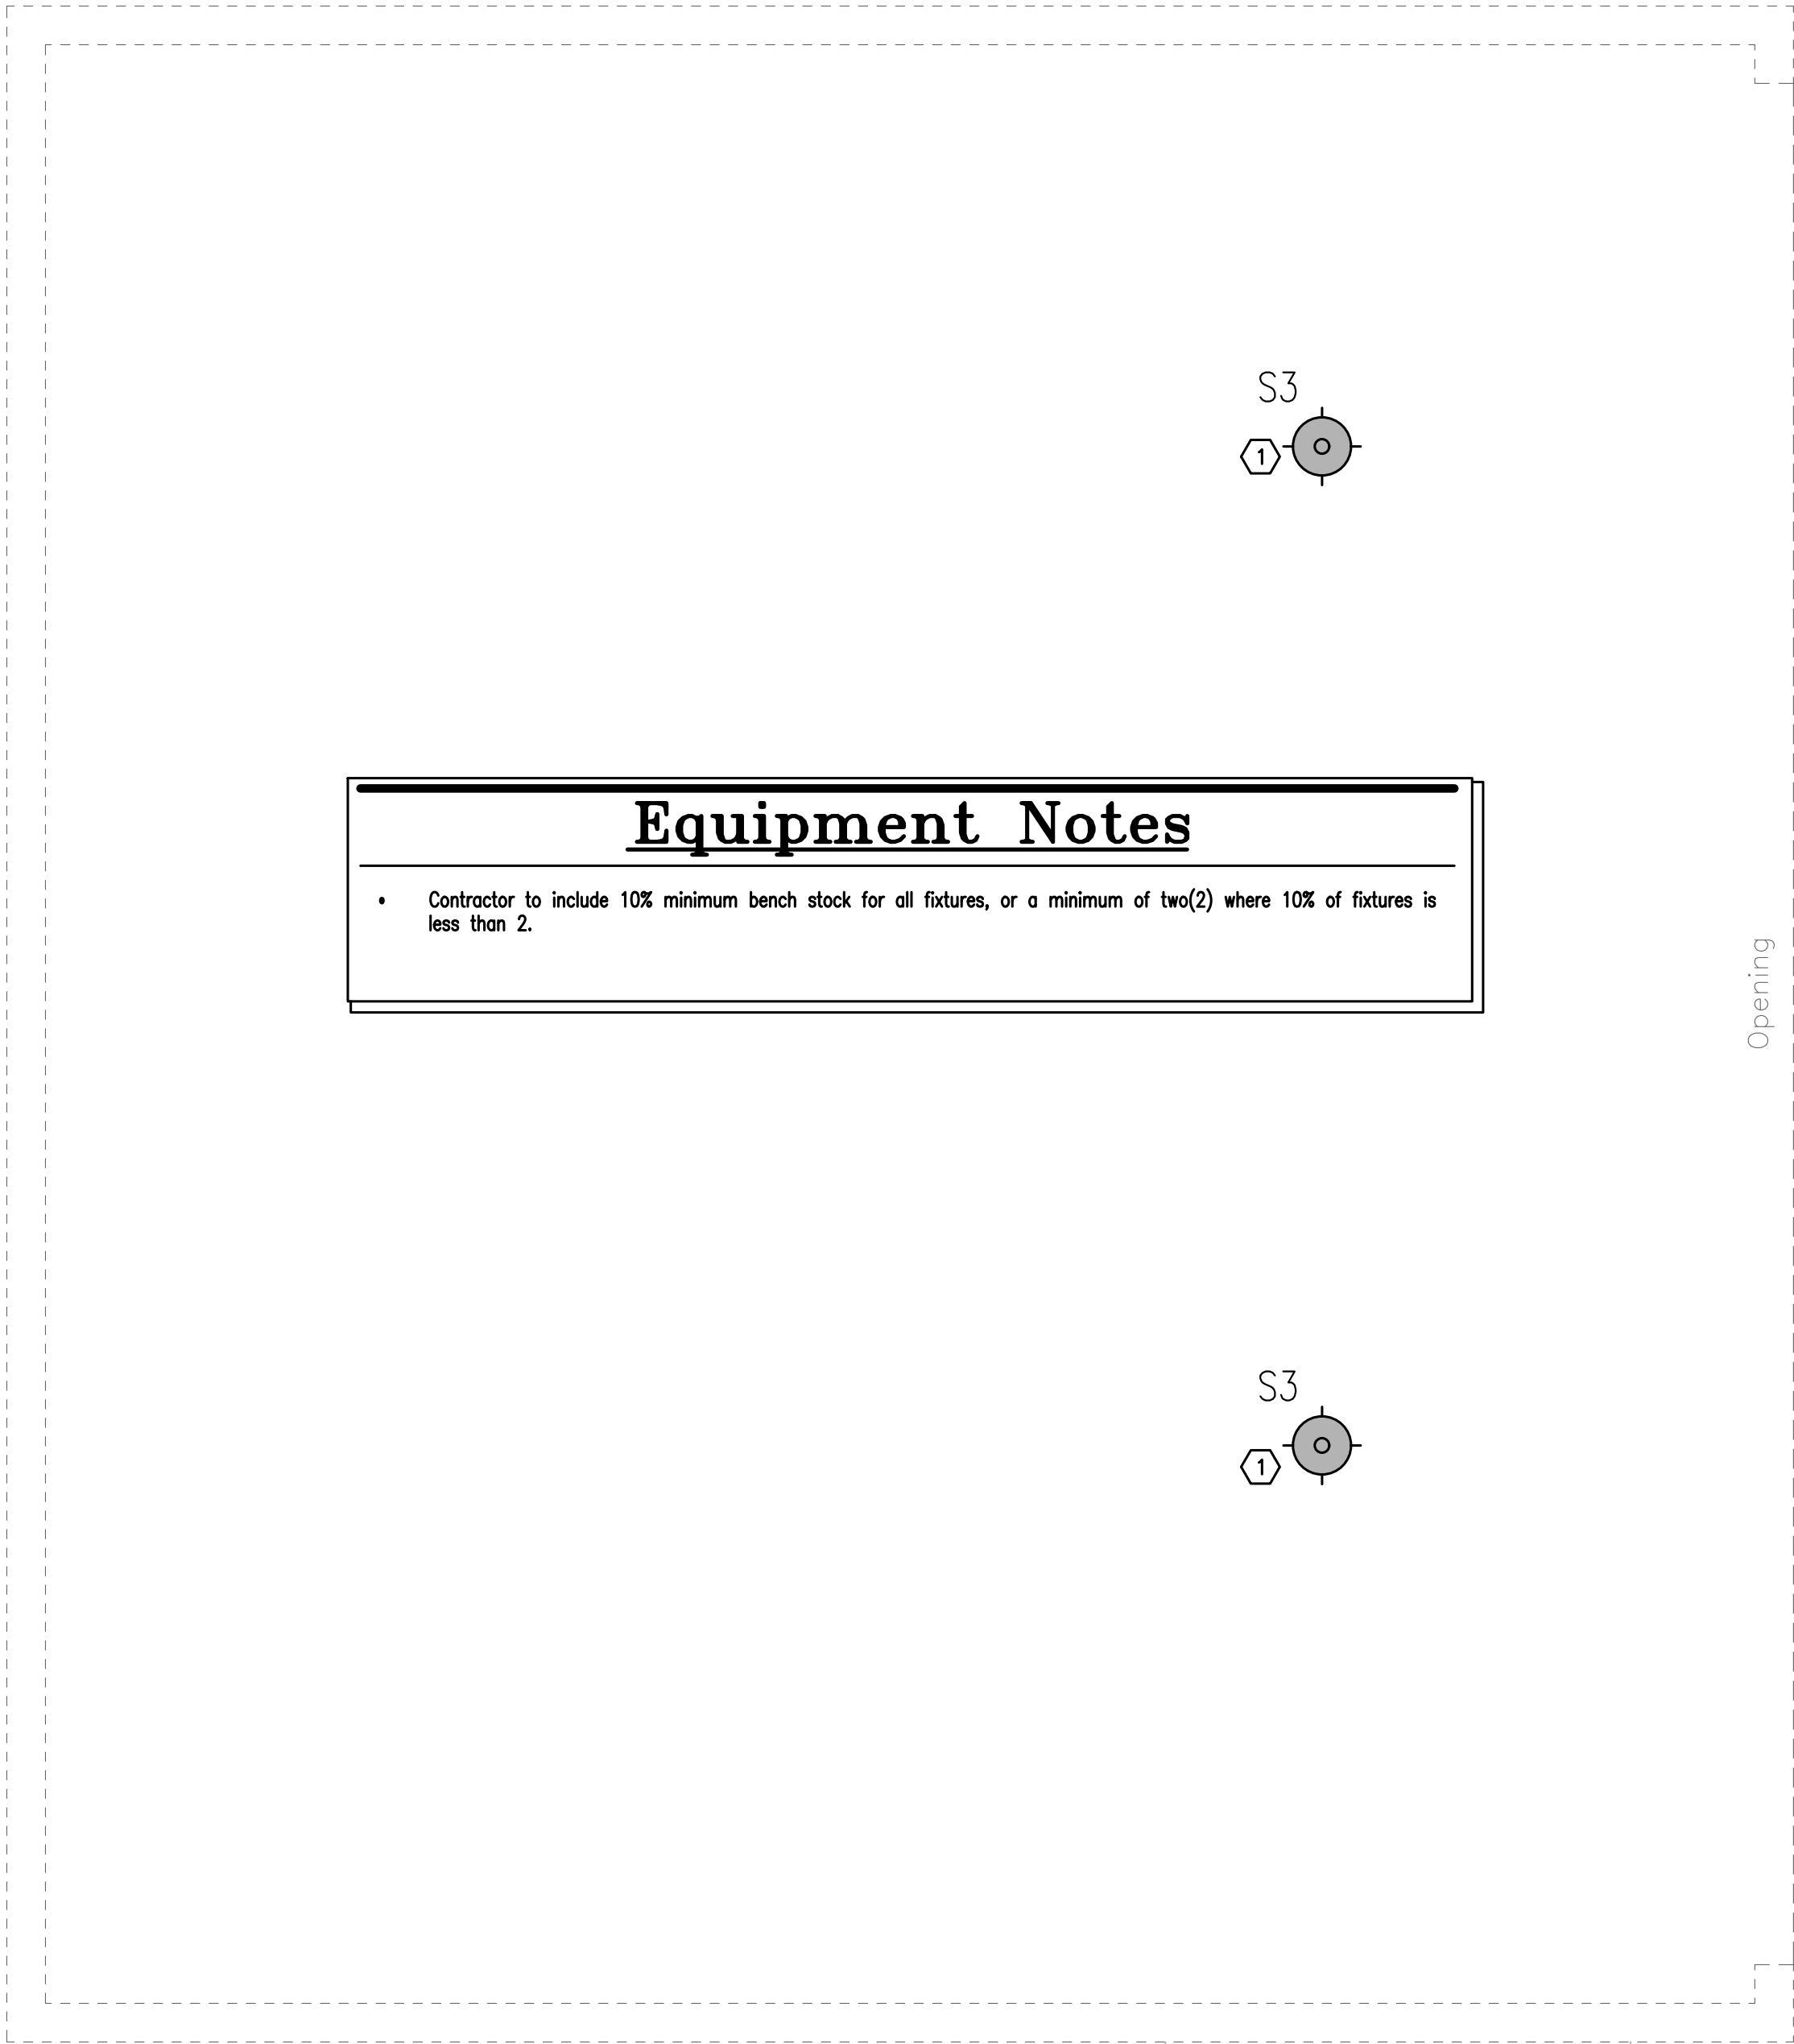 S3
1
Equipment Notes
• Contractor to include 10% minimum bench stock for all fixtures, or a minimum of two(2) where 10% of fixtures is
less than 2.
Opening
S3
1